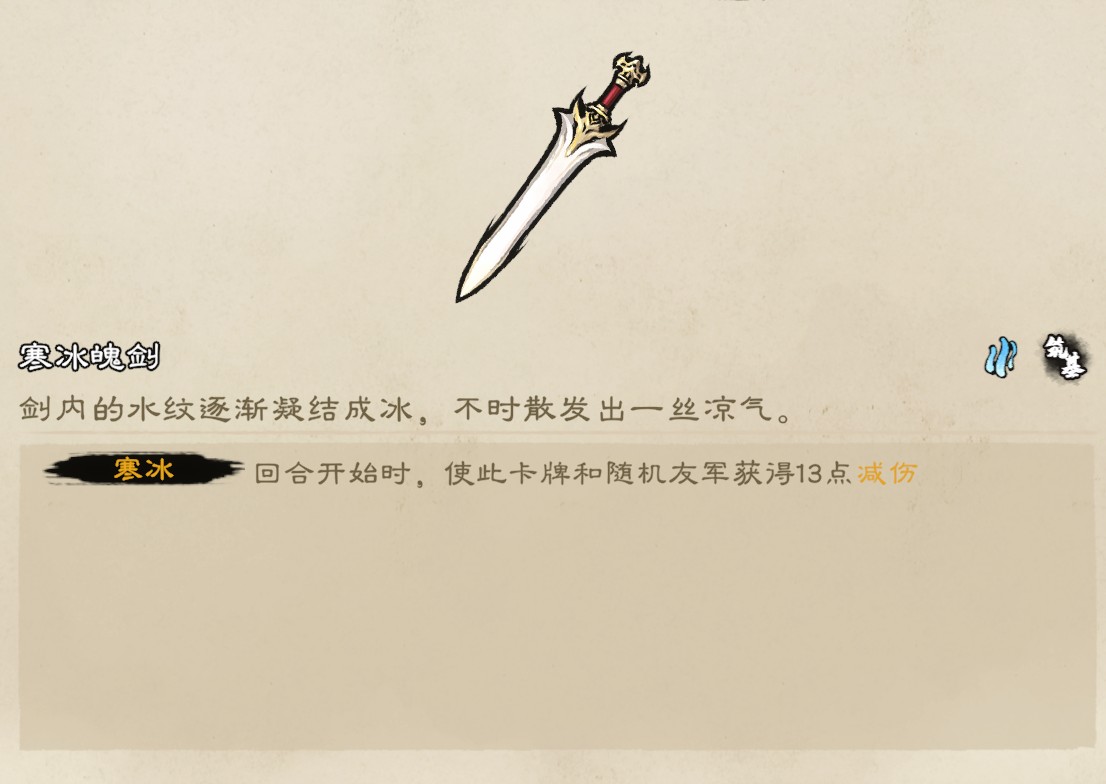 寒冰魄剑
筑基
剑内的水纹逐渐凝结成冰，不时散发出一丝凉气。
寒冰 回合开始时，使此卡牌和随机友军获得13点减伤